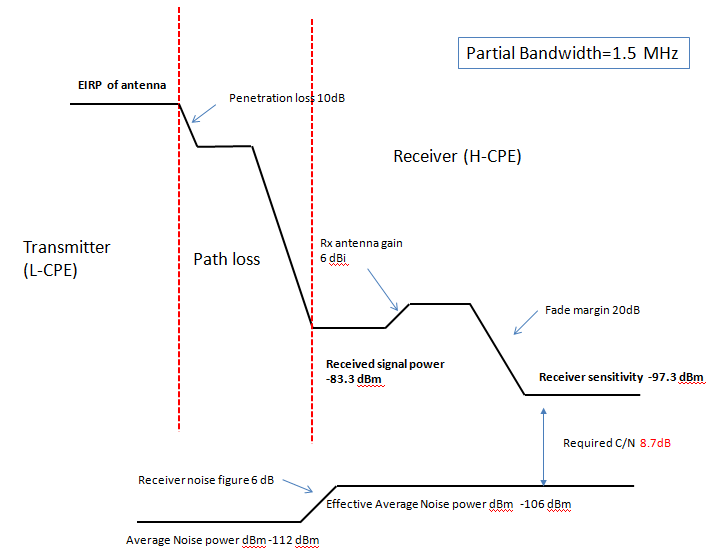 Partial Bandwidth=1.5 MHz
EIRP of antenna
Penetration loss 10dB
Receiver (H-CPE)
Transmitter
(L-CPE)
Path loss
Rx antenna gain
6 dBi
Fade margin 20dB
Received signal power
-83.3 dBm
Receiver sensitivity -97.3 dBm
Required C/N 8.7dB
Receiver noise figure 6 dB
Effective Average Noise power dBm -106 dBm
Average Noise power dBm -112 dBm